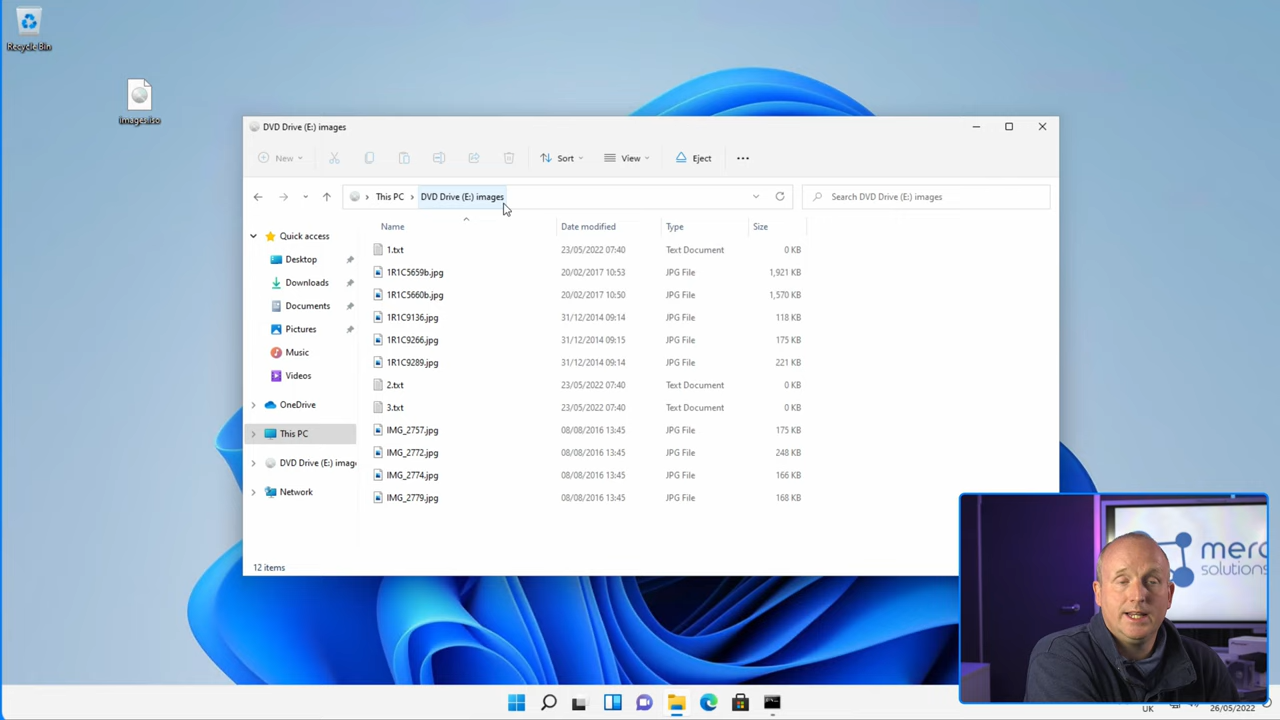 Recycle Bin
images.iso
DVD Drive (E:) images
New
Sort
View
Eject
This PC
DVD Drive (E:) images
Search DVD Drive (E:) images
Name Date modified Type Size
Quick access
Desktop
Downloads
Documents
Pictures
Music
Videos
OneDrive
This PC
DVD Drive (E:) imag
Network
1.txt 23/05/2022 07:40 Text Document 0 KB
1R1C5659b.jpg 20/02/2017 10:53 JPG File 1,921 KB
1R1C5660b.jpg 20/02/2017 10:50 JPG File 1,570 KB
1R1C9136.jpg 31/12/2014 09:14 JPG File 118 KB
1R1C9266.jpg 31/12/2014 09:15 JPG File 175 KB
1R1C9289.jpg 31/12/2014 09:14 JPG File 221 KB
2.txt 23/05/2022 07:40 Text Document 0 KB
3.txt 23/05/2022 07:40 Text Document 0 KB
IMG_2757.jpg 08/08/2016 13:45 JPG File 175 KB
IMG_2772.jpg 08/08/2016 13:45 JPG File 248 KB
IMG_2774.jpg 08/08/2016 13:45 JPG File 166 KB
IMG_2779.jpg 08/08/2016 13:45 JPG File 168 KB
12 items
solutions
UK
26/05/2022